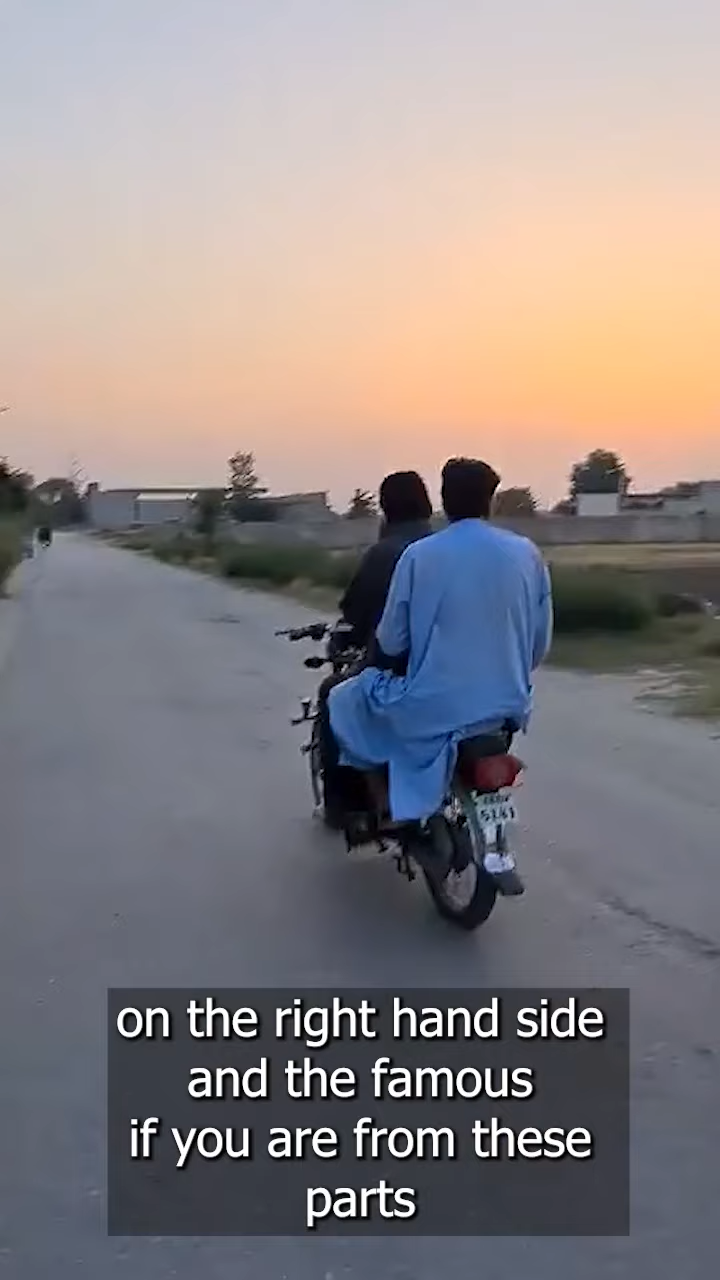 on the right hand side
and the famous
if you are from these
parts